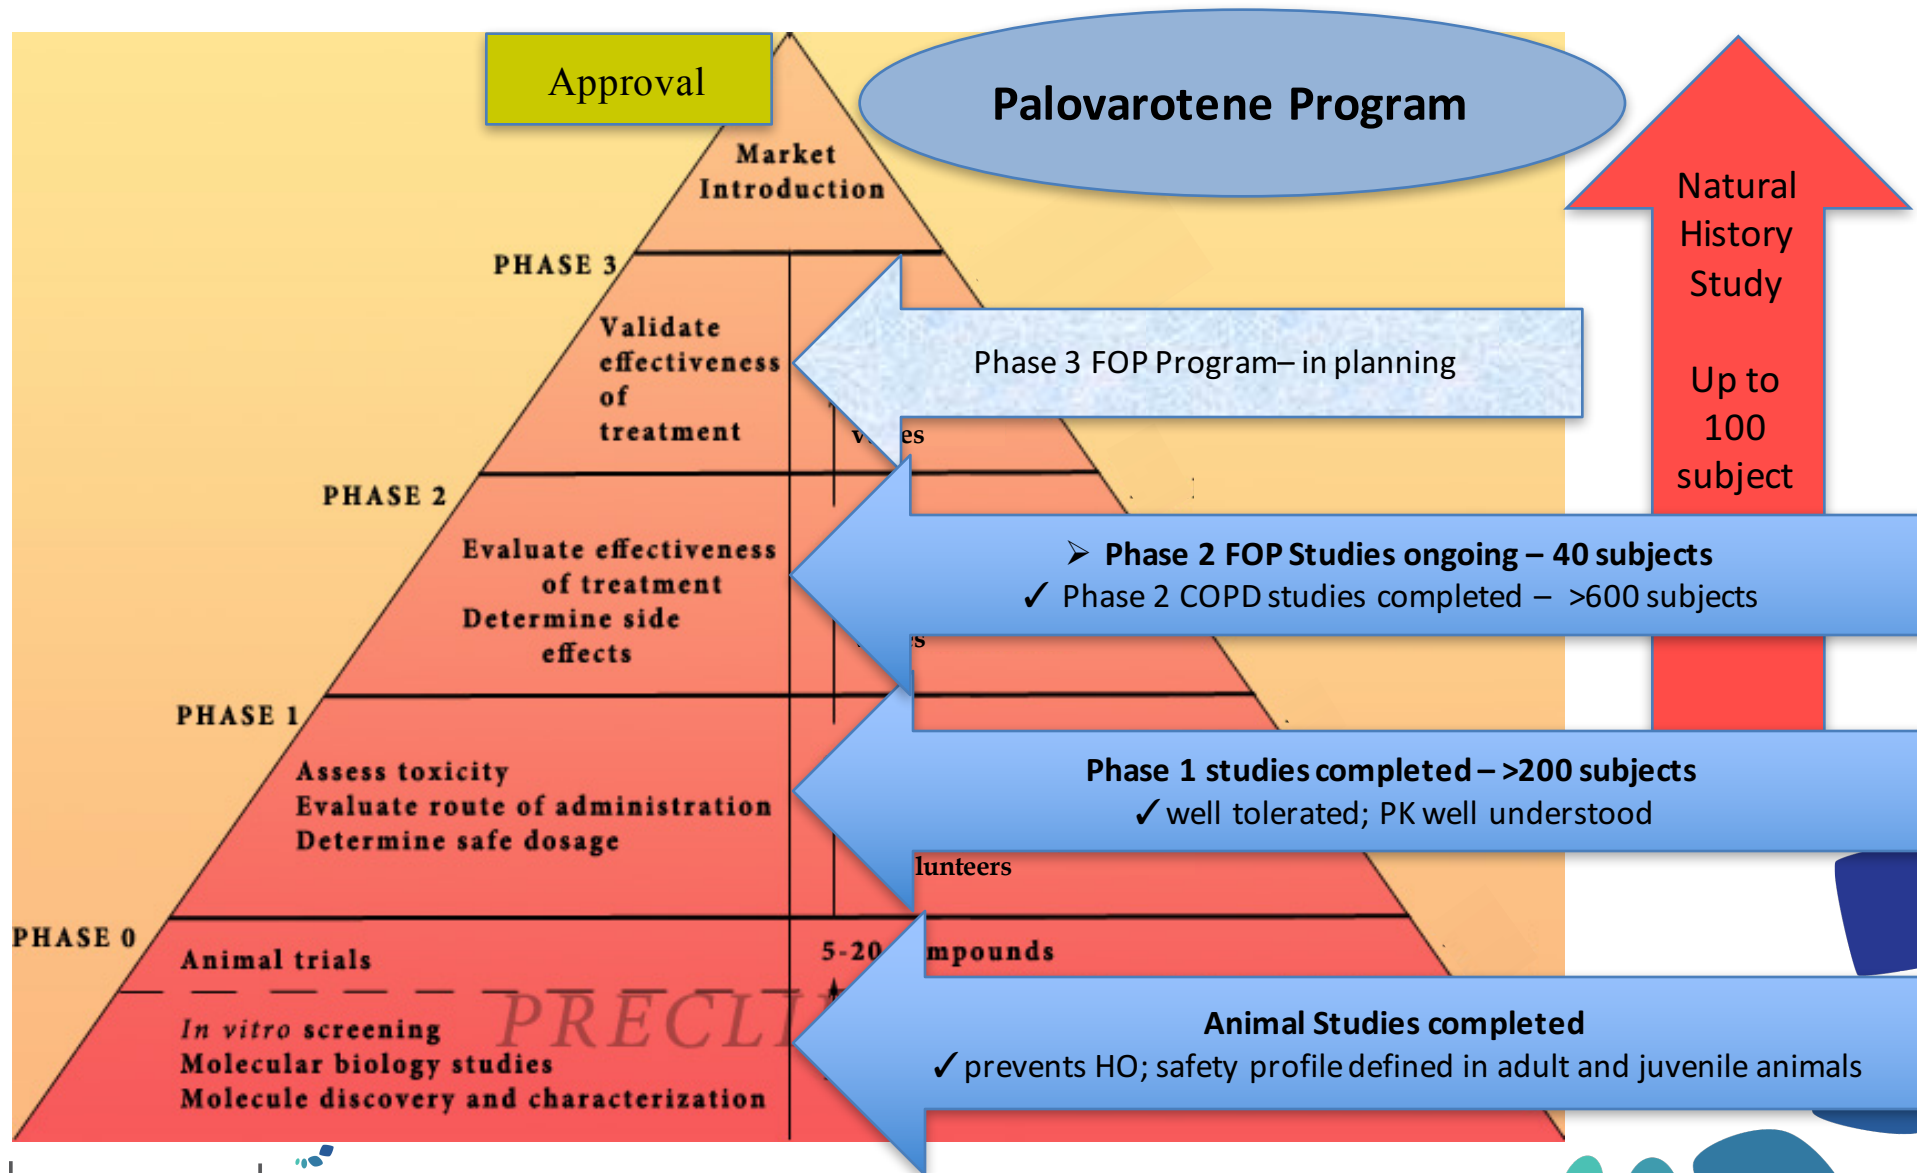 Approval
Palovarotene Program
Market
Introduction
Natural
History
Study
Up to
100
subject
PHASE 3
Validate
effectiveness
of
treatment
Phase 3 FOP Program– in planning
PHASE 2
Evaluate effectiveness
of treatment
Determine side
effects
➢ Phase 2 FOP Studies ongoing – 40 subjects
✓ Phase 2 COPD studies completed – >600 subjects
PHASE 1
Assess toxicity
Evaluate route of administration
Determine safe dosage
Phase 1 studies completed – >200 subjects
✓ well tolerated; PK well understood
lunteers
PHASE 0
Animal trials
5-20 mpounds
PRECLI
In vitro screening
Molecular biology studies
Molecule discovery and characterization
Animal Studies completed
✓ prevents HO; safety profile defined in adult and juvenile animals